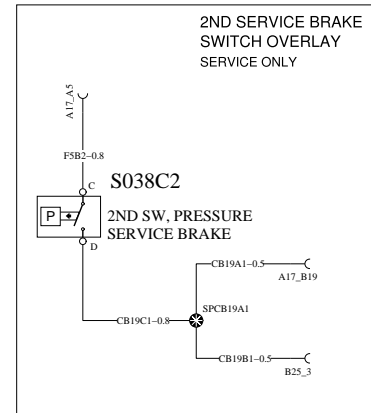 2ND SERVICE BRAKE
SWITCH OVERLAY
SERVICE ONLY
A17_A5
F5B2-0.8
C
S038C2
P
2ND SW, PRESSURE
SERVICE BRAKE
D
CB19A1-0.5
A17_B19
SPCB19A1
CB19C1-0.8
CB19B1-0.5
B25_3